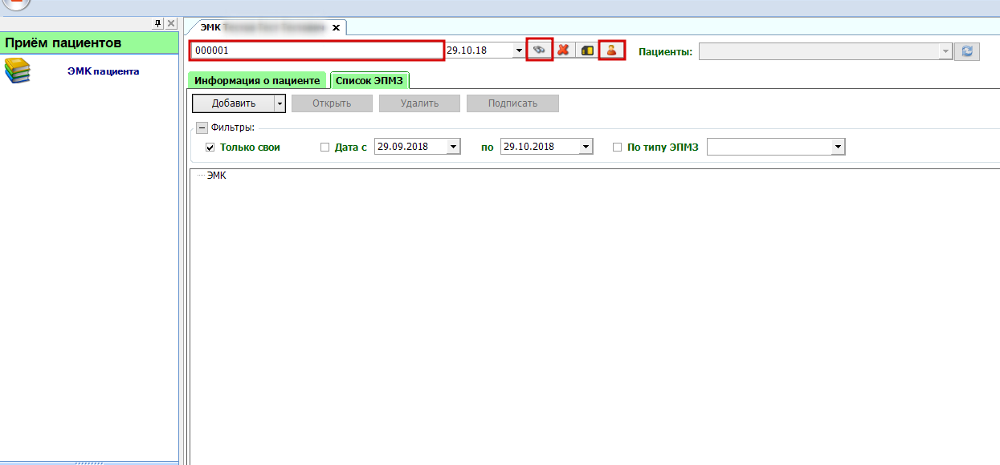 ЭМК
Приём пациентов
ЭМК пациента
000001 29.10.18 Пациенты:
Информация о пациенте Список ЭПМЗ
Добавить Открыть Удалить Подписать
Фильтры:
Только свои Дата с 29.09.2018 по 29.10.2018 По типу ЭПМЗ
ЭМК